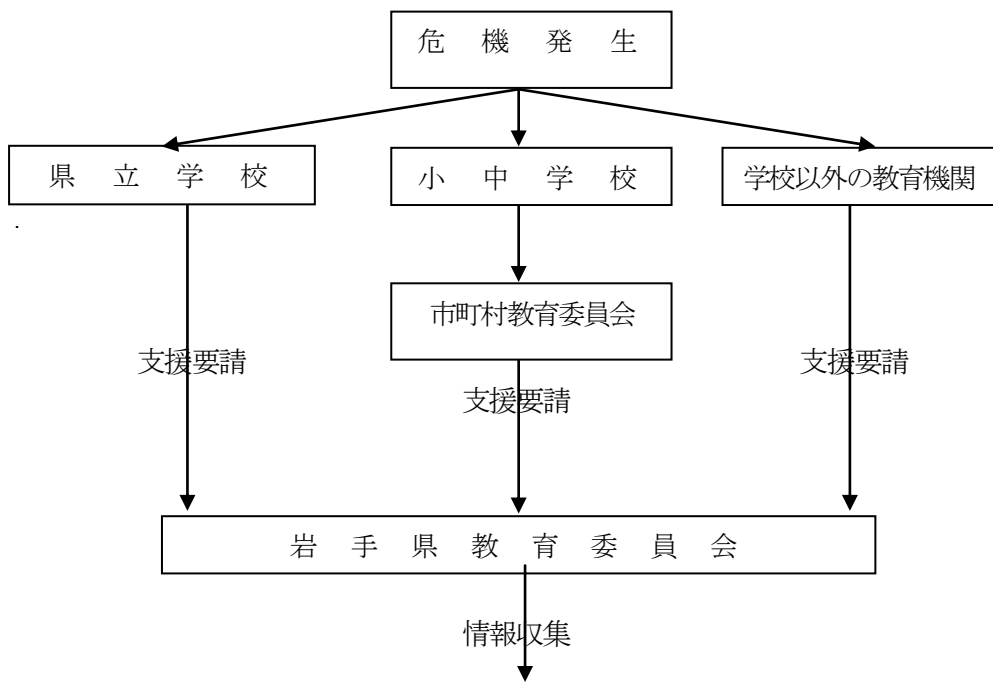 危機発生
県立学校
小中学校
学校以外の教育機関
市町村教育委員会
支援要請
支援要請
支援要請
岩手県教育委員会
情報収集